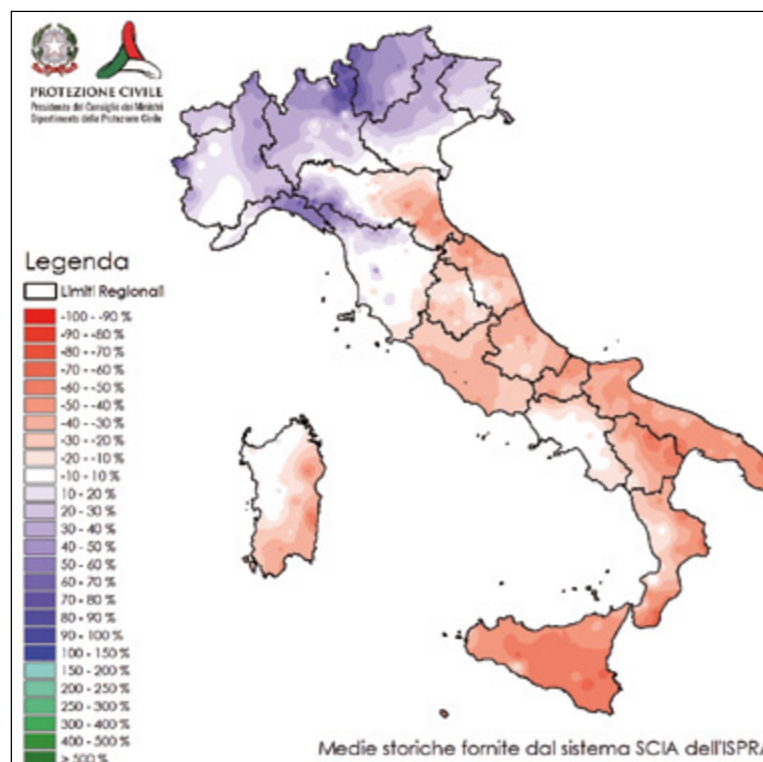 PROTEZIONE CIVILE
Presidenza del Consiglio dei Ministri
Dipartimento della Protezione Civile
Legenda
Limiti Regionali
-100 - -90 %
-90 - -80 %
-80 - -70 %
-70 - -60 %
-60 - -50 %
-50 - -40 %
-40 - -30 %
-30 - -20 %
-20 - -10 %
-10 - 10 %
10 - 20 %
20 - 30 %
30 - 40 %
40 - 50 %
50 - 60 %
60 - 70 %
70 - 80 %
80 - 90 %
90 - 100 %
100 - 150 %
150 - 200 %
200 - 250 %
250 - 300 %
300 - 400 %
400 - 500 %
> 500 %
Medie storiche fornite dal sistema SCIA dell'ISPRA